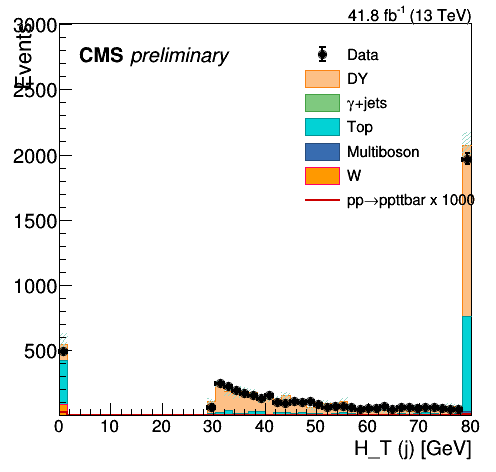 41.8 fb⁻¹ (13 TeV)
CMS preliminary
Events
3000
2500
2000
1500
1000
500
Data
DY
γ+jets
Top
Multiboson
W
pp→ppttbar x 1000
0 10 20 30 40 50 60 70 80
H_T (j) [GeV]